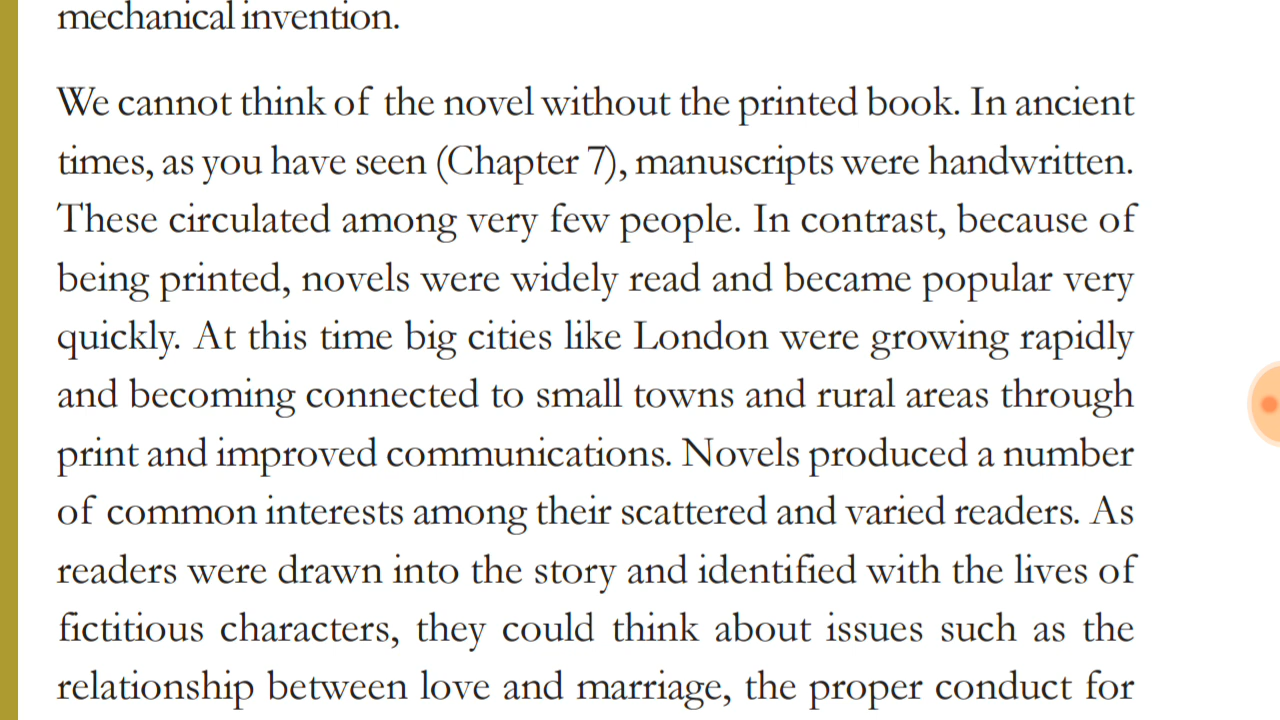 mechanical invention.
We cannot think of the novel without the printed book. In ancient
times, as you have seen (Chapter 7), manuscripts were handwritten.
These circulated among very few people. In contrast, because of
being printed, novels were widely read and became popular very
quickly. At this time big cities like London were growing rapidly
and becoming connected to small towns and rural areas through
print and improved communications. Novels produced a number
of common interests among their scattered and varied readers. As
readers were drawn into the story and identified with the lives of
fictitious characters, they could think about issues such as the
relationship between love and marriage, the proper conduct for